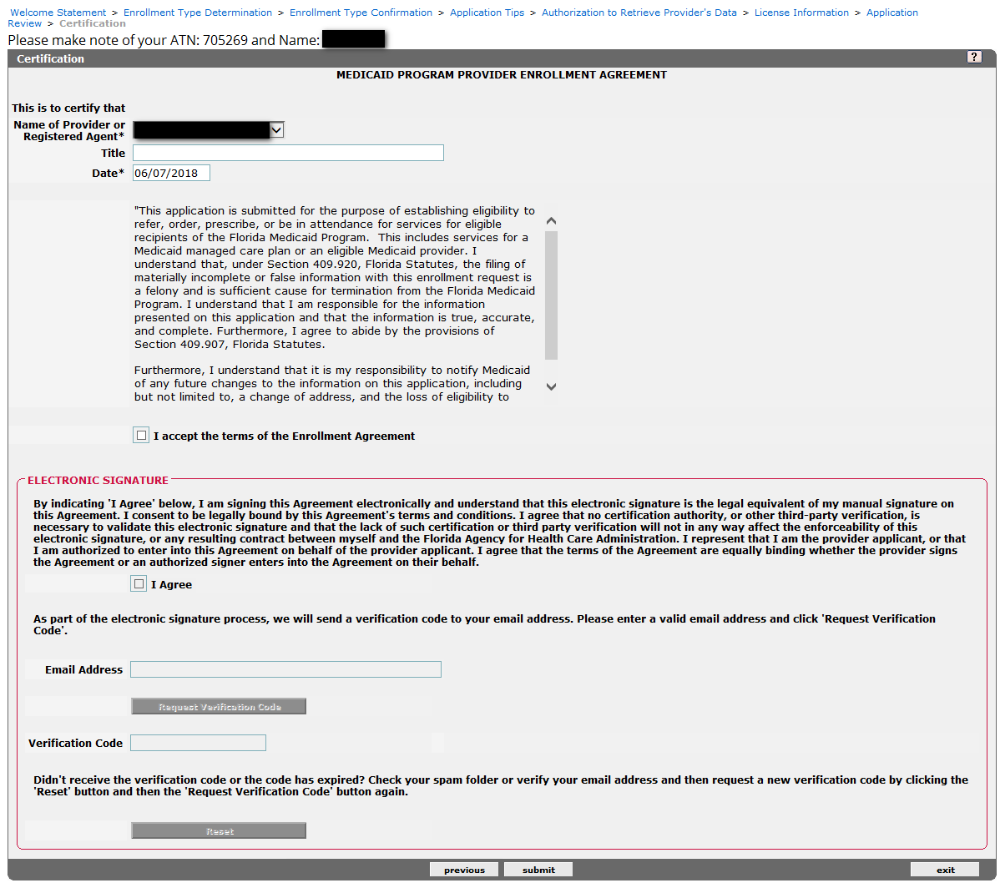 Welcome Statement > Enrollment Type Determination > Enrollment Type Confirmation > Application Tips > Authorization to Retrieve Provider's Data > License Information > Application
Review > Certification
Please make note of your ATN: 705269 and Name:
Certification
?
MEDICAID PROGRAM PROVIDER ENROLLMENT AGREEMENT
This is to certify that
Name of Provider or
Registered Agent*
Title
Date* 06/07/2018
"This application is submitted for the purpose of establishing eligibility to
refer, order, prescribe, or be in attendance for services for eligible
recipients of the Florida Medicaid Program.  This includes services for a
Medicaid managed care plan or an eligible Medicaid provider. I
understand that, under Section 409.920, Florida Statutes, the filing of
materially incomplete or false information with this enrollment request is
a felony and is sufficient cause for termination from the Florida Medicaid
Program. I understand that I am responsible for the information
presented on this application and that the information is true, accurate,
and complete. Furthermore, I agree to abide by the provisions of
Section 409.907, Florida Statutes.
Furthermore, I understand that it is my responsibility to notify Medicaid
of any future changes to the information on this application, including
but not limited to, a change of address, and the loss of eligibility to
I accept the terms of the Enrollment Agreement
ELECTRONIC SIGNATURE
By indicating 'I Agree' below, I am signing this Agreement electronically and understand that this electronic signature is the legal equivalent of my manual signature on
this Agreement. I consent to be legally bound by this Agreement's terms and conditions. I agree that no certification authority, or other third-party verification, is
necessary to validate this electronic signature and that the lack of such certification or third party verification will not in any way affect the enforceability of this
electronic signature, or any resulting contract between myself and the Florida Agency for Health Care Administration. I represent that I am the provider applicant, or that
I am authorized to enter into this Agreement on behalf of the provider applicant. I agree that the terms of the Agreement are equally binding whether the provider signs
the Agreement or an authorized signer enters into the Agreement on their behalf.
I Agree
As part of the electronic signature process, we will send a verification code to your email address. Please enter a valid email address and click 'Request Verification
Code'.
Email Address
Request Verification Code
Verification Code
Didn't receive the verification code or the code has expired? Check your spam folder or verify your email address and then request a new verification code by clicking the
'Reset' button and then the 'Request Verification Code' button again.
Reset
previous submit exit